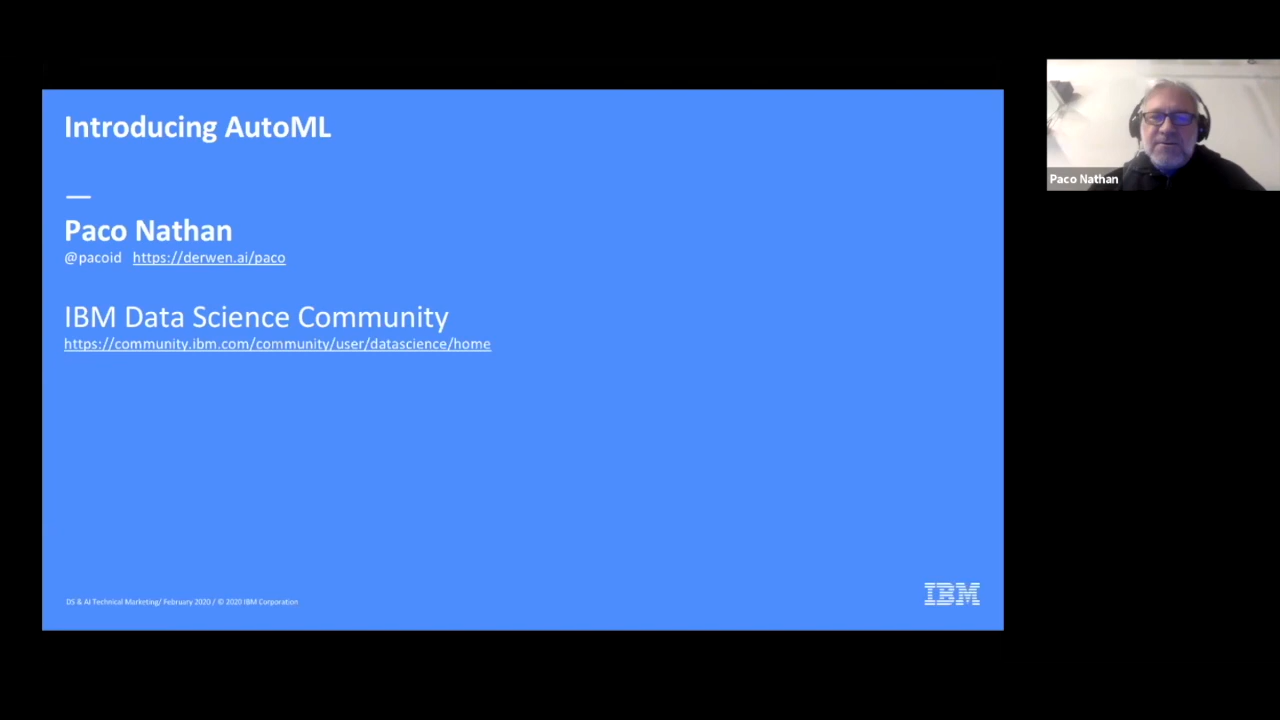 Introducing AutoML
Paco Nathan
@pacoid https://derwen.ai/paco
IBM Data Science Community
https://community.ibm.com/community/user/datascience/home
DS & AI Technical Marketing/ February 2020 / © 2020 IBM Corporation
IBM
Paco Nathan